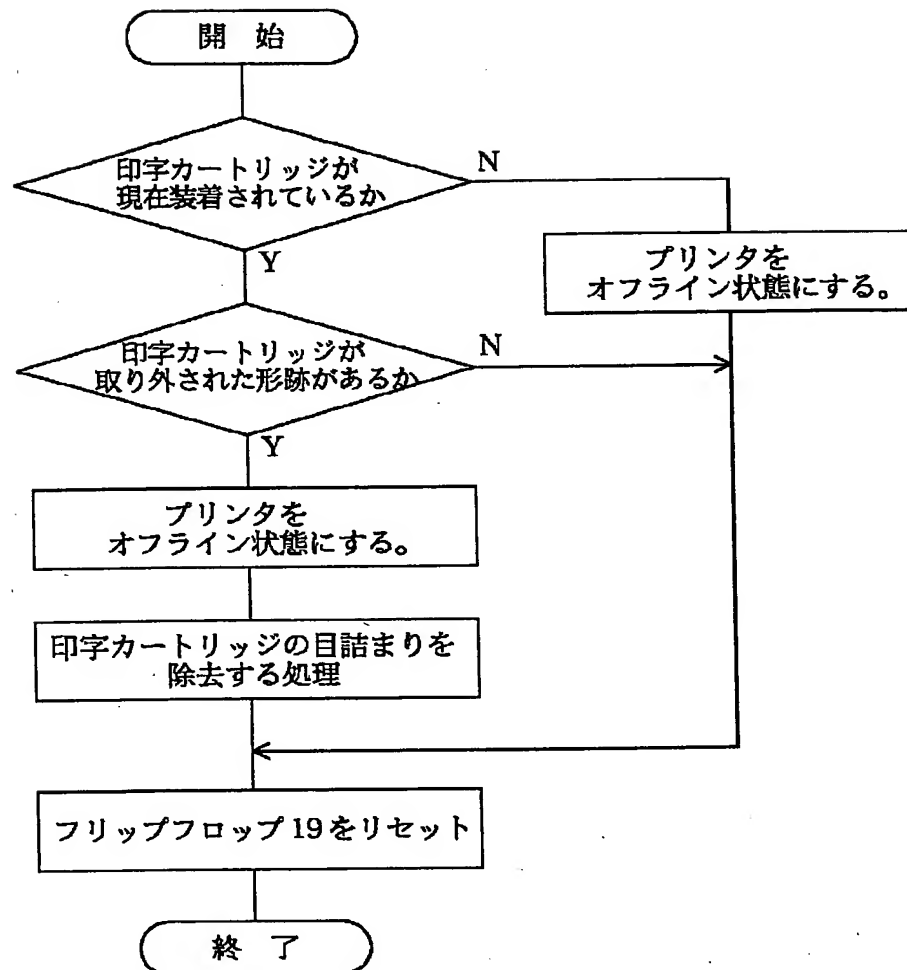 開 始
印字カートリッジが
現在装着されているか
N
Y
プリンタを
オフライン状態にする。
印字カートリッジが
取り外された形跡があるか
N
Y
プリンタを
オフライン状態にする。
印字カートリッジの目詰まりを
除去する処理
フリップフロップ19をリセット
終 了